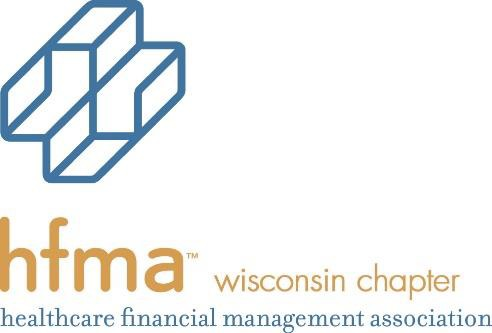 hfma™ wisconsin chapter
healthcare financial management association